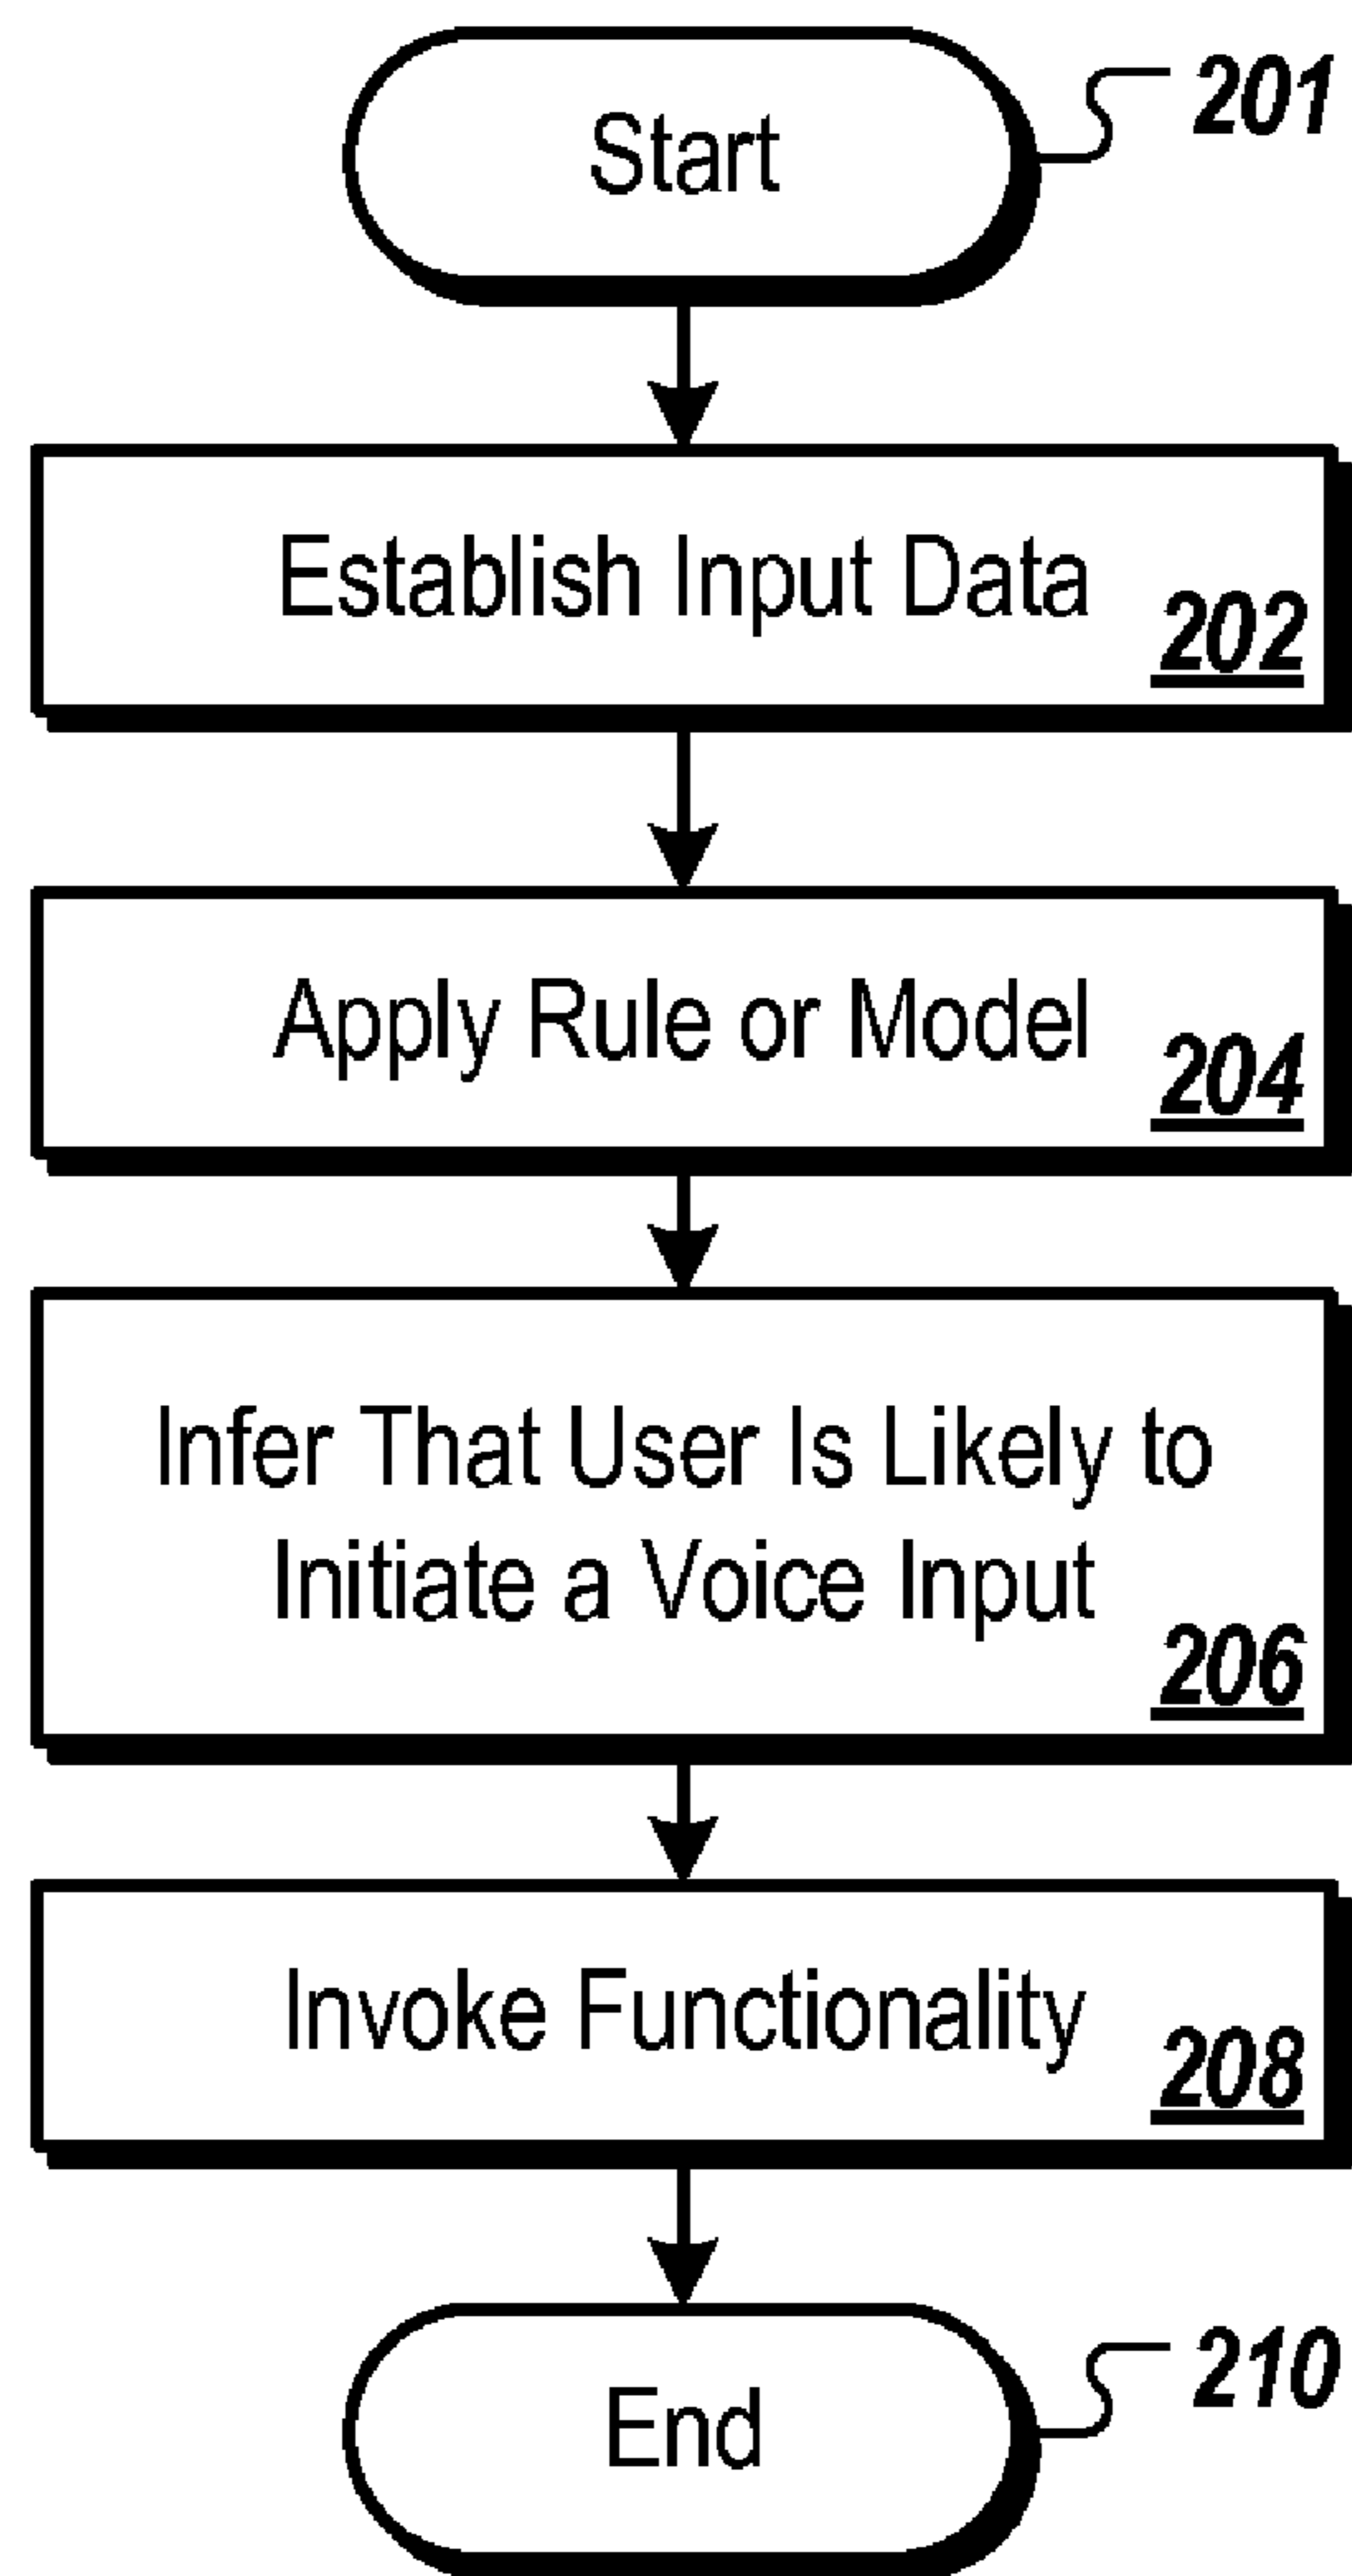 Start
201
Establish Input Data
202
Apply Rule or Model
204
Infer That User Is Likely to
Initiate a Voice Input
206
Invoke Functionality
208
End
210